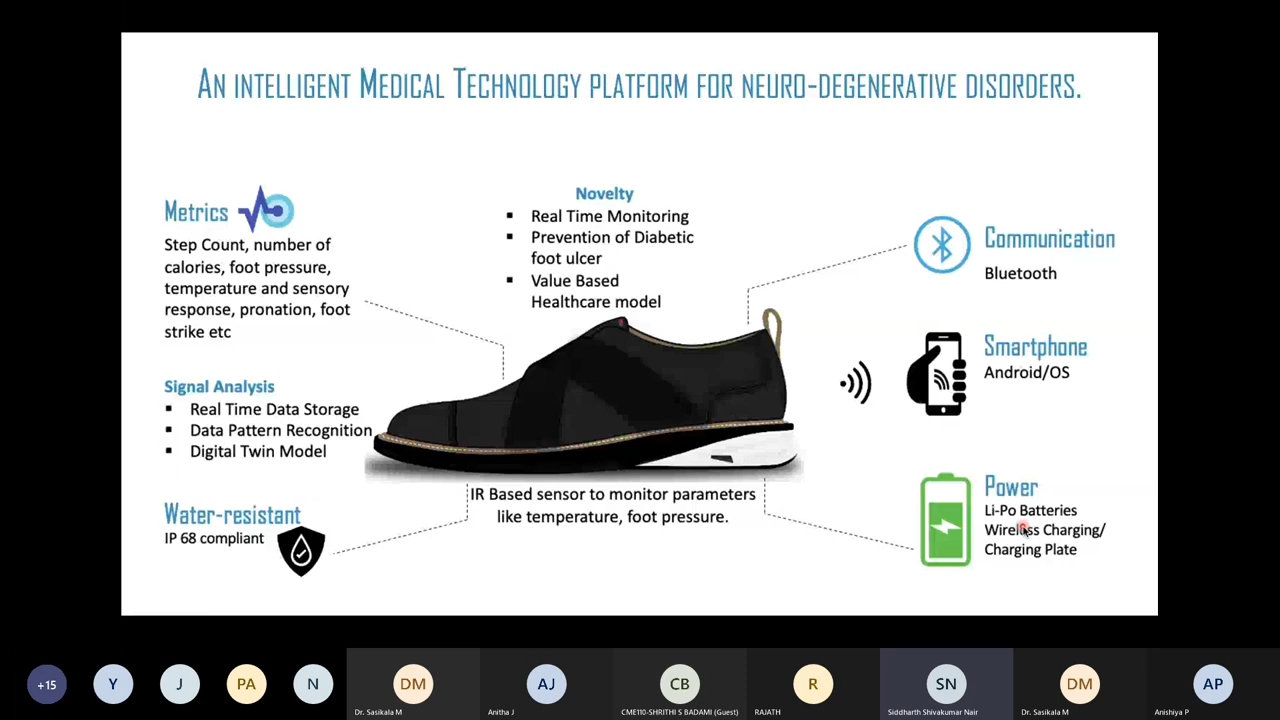 AN INTELLIGENT MEDICAL TECHNOLOGY PLATFORM FOR NEURO-DEGENERATIVE DISORDERS.
Metrics
Step Count, number of
calories, foot pressure,
temperature and sensory
response, pronation, foot
strike etc
Signal Analysis
▪ Real Time Data Storage
▪ Data Pattern Recognition
▪ Digital Twin Model
Water-resistant
IP 68 compliant
Novelty
▪ Real Time Monitoring
▪ Prevention of Diabetic
foot ulcer
▪ Value Based
Healthcare model
IR Based sensor to monitor parameters
like temperature, foot pressure.
Communication
Bluetooth
Smartphone
Android/OS
Power
Li-Po Batteries
Wireless Charging/
Charging Plate
+15
Y
J
PA
N
DM
Dr. Sasikala M
AJ
Anitha J
CB
CME110-SHRITHI S BADAMI (Guest)
R
RAJATH
SN
Siddharth Shivakumar Nair
DM
Dr. Sasikala M
AP
Anishiya P